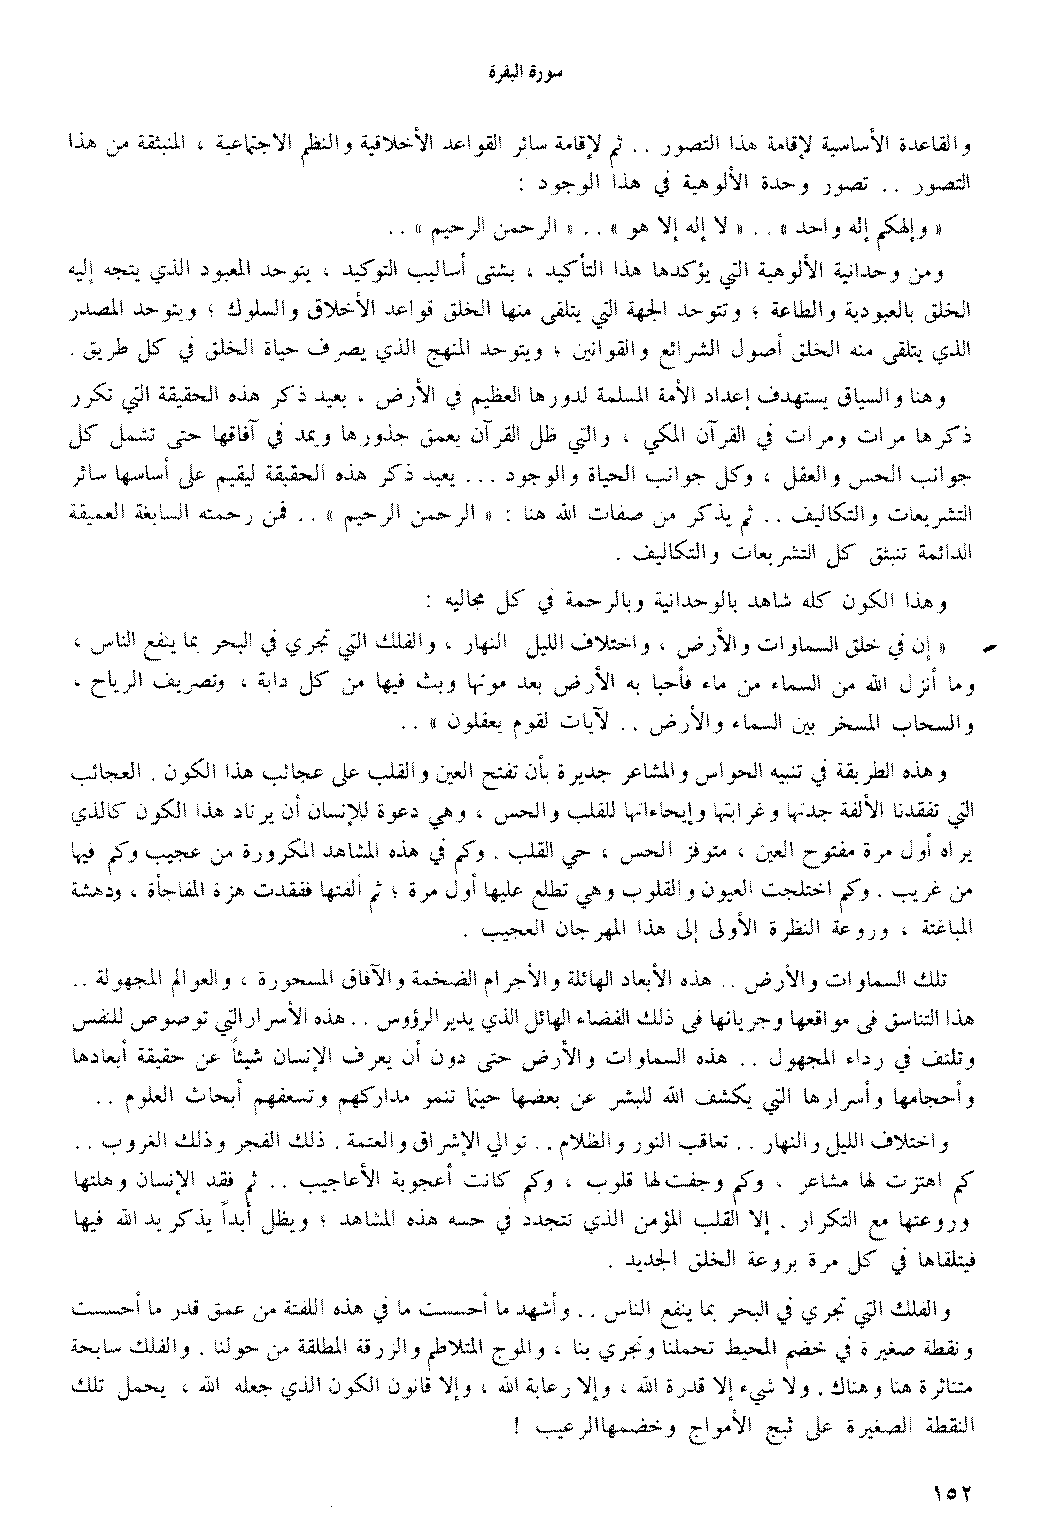 سورة البقرة
والقاعدة الأساسية لإقامة هذا التصور .. ثم لإقامة سائر القواعد الأخلاقية والنظم الاجتماعية ، المنبثقة من هذا
التصور .. تصور وحدة الألوهية في هذا الوجود :
« وإلهكم إله واحد » .. « لا إله إلا هو » .. « الرحمن الرحيم » ..
ومن وحدانية الألوهية التي يؤكدها هذا التأكيد ، بشتى أساليب التوكيد ، يتوحد المعبود الذي يتجه إليه
الخلق بالعبودية والطاعة ؛ وتتوحد الجهة التي يتلقى منها الخلق قواعد الأخلاق والسلوك ؛ ويتوحد المصدر
الذي يتلقى منه الخلق أصول الشرائع والقوانين ؛ ويتوحد المنهج الذي يصرف حياة الخلق في كل طريق .
وهنا والسياق يستهدف إعداد الأمة المسلمة لدورها العظيم في الأرض ، يعيد ذكر هذه الحقيقة التي تكرر
ذكرها مرات ومرات في القرآن المكي ، والتي ظل القرآن يعمق جذورها ويمد في آفاقها حتى تشمل كل
جوانب الحس والعقل ، وكل جوانب الحياة والوجود ... يعيد ذكر هذه الحقيقة ليقيم على أساسها سائر
التشريعات والتكاليف .. ثم يذكر من صفات الله هنا : « الرحمن الرحيم » .. فمن رحمته السابغة العميقة
الدائمة تنبثق كل التشريعات والتكاليف .
وهذا الكون كله شاهد بالوحدانية وبالرحمة في كل مجاليه :
« إن في خلق السماوات والأرض ، واختلاف الليل النهار ، والفلك التي تجري في البحر بما ينفع الناس ،
وما أنزل الله من السماء من ماء فأحيا به الأرض بعد موتها وبث فيها من كل دابة ، وتصريف الرياح ،
والسحاب المسخر بين السماء والأرض .. لآيات لقوم يعقلون » ..
وهذه الطريقة في تنبيه الحواس والمشاعر جديرة بأن تفتح العين والقلب على عجائب هذا الكون . العجائب
التي تفقدنا الألفة جدتها وغرابتها وإيحاءاتها للقلب والحس ، وهي دعوة للإنسان أن يرتاد هذا الكون كالذي
يراه أول مرة مفتوح العين ، متوفز الحس ، حي القلب . وكم في هذه المشاهد المكرورة من عجيب وكم فيها
من غريب . وكم اختلجت العيون والقلوب وهي تطلع عليها أول مرة ؛ ثم ألفتها ففقدت هزة المفاجأة ، ودهشة
المباغتة ، وروعة النظرة الأولى إلى هذا المهرجان العجيب .
تلك السماوات والأرض .. هذه الأبعاد الهائلة والأجرام الضخمة والآفاق المسحورة ، والعوالم المجهولة ..
هذا التناسق في مواقعها وجريانها في ذلك الفضاء الهائل الذي يدير الرؤوس .. هذه الأسرار التي توصوص للنفس
وتلتف في رداء المجهول .. هذه السماوات والأرض حتى دون أن يعرف الإنسان شيئاً عن حقيقة أبعادها
وأحجامها وأسرارها التي يكشف الله للبشر عن بعضها حينما تنمو مداركهم وتسعفهم أبحاث العلوم ..
واختلاف الليل والنهار .. تعاقب النور والظلام .. توالي الإشراق والعتمة . ذلك الفجر وذلك الغروب ..
كم اهتزت لها مشاعر ، وكم وجفت لها قلوب ، وكم كانت أعجوبة الأعاجيب .. ثم فقد الإنسان وهلتها
وروعتها مع التكرار . إلا القلب المؤمن الذي تتجدد في حسه هذه المشاهد ؛ ويظل أبداً يذكر يد الله فيها
فيتلقاها في كل مرة بروعة الخلق الجديد .
والفلك التي تجري في البحر بما ينفع الناس .. وأشهد ما أحسست ما في هذه اللفتة من عمق قدر ما أحسست
ونقطة صغيرة في خضم المحيط تحملنا وتجري بنا ، والموج المتلاطم والزرقة المطلقة من حولنا . والفلك سابحة
متناثرة هنا وهناك . ولا شيء إلا قدرة الله ، وإلا رعاية الله ، وإلا قانون الكون الذي جعله الله ، يحمل تلك
النقطة الصغيرة على ثبج الأمواج وخضمها الرعيب !
١٥٢